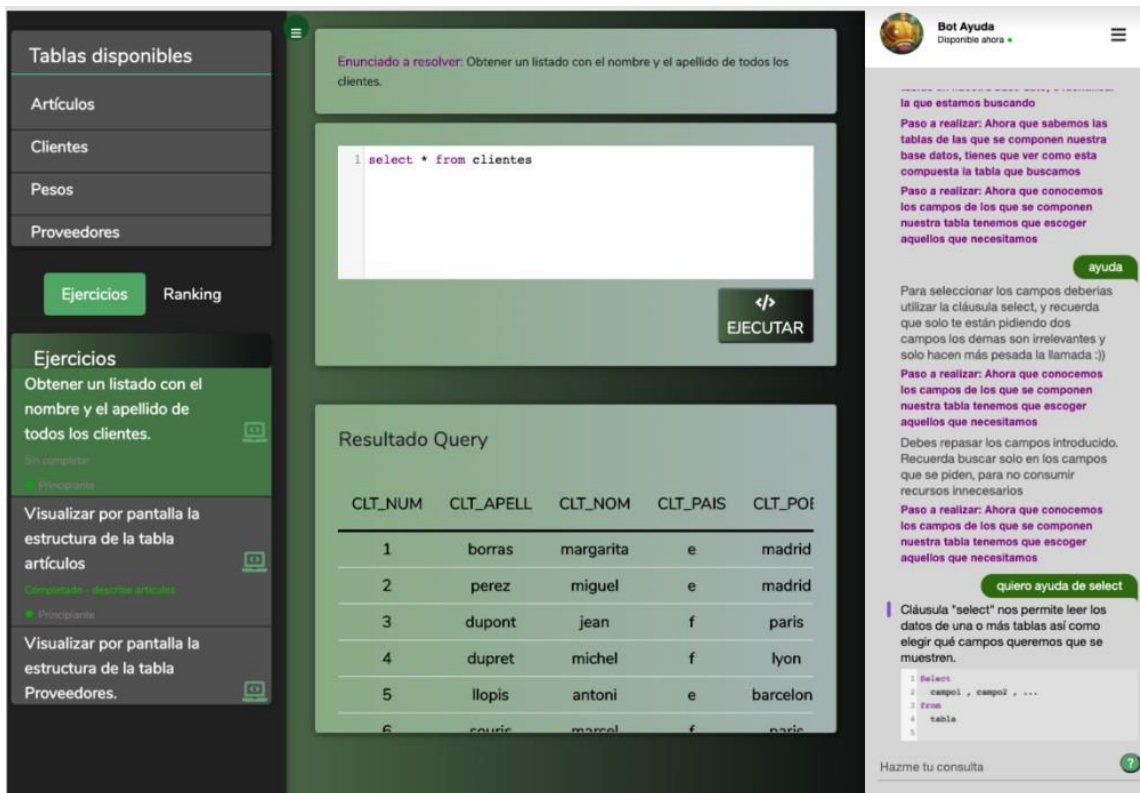 Tablas disponibles
Artículos
Clientes
Pesos
Proveedores
Ejercicios
Ranking
Ejercicios
Obtener un listado con el
nombre y el apellido de
todos los clientes.
Sin completar
Principiante
Visualizar por pantalla la
estructura de la tabla
artículos
Completado - describe articulos
Principiante
Visualizar por pantalla la
estructura de la tabla
Proveedores.
Enunciado a resolver: Obtener un listado con el nombre y el apellido de todos los
clientes.
1 select * from clientes
</>
EJECUTAR
Resultado Query
CLT_NUM CLT_APELL CLT_NOM CLT_PAIS CLT_POB
1 borras margarita e madrid
2 perez miguel e madrid
3 dupont jean f paris
4 dupret michel f lyon
5 llopis antoni e barcelon
6 souris marcel f paris
Bot Ayuda
Disponible ahora
la que estamos buscando
Paso a realizar: Ahora que sabemos las
tablas de las que se componen nuestra
base datos, tienes que ver como esta
compuesta la tabla que buscamos
Paso a realizar: Ahora que conocemos
los campos de los que se componen
nuestra tabla tenemos que escoger
aquellos que necesitamos
ayuda
Para seleccionar los campos deberias
utilizar la cláusula select, y recuerda
que solo te están pidiendo dos
campos los demas son irrelevantes y
solo hacen más pesada la llamada :))
Paso a realizar: Ahora que conocemos
los campos de los que se componen
nuestra tabla tenemos que escoger
aquellos que necesitamos
Debes repasar los campos introducido.
Recuerda buscar solo en los campos
que se piden, para no consumir
recursos innecesarios
Paso a realizar: Ahora que conocemos
los campos de los que se componen
nuestra tabla tenemos que escoger
aquellos que necesitamos
quiero ayuda de select
Cláusula "select" nos permite leer los
datos de una o más tablas así como
elegir qué campos queremos que se
muestren.
1 Select
2 campo1 , campo2 , ...
3 from
4 tabla
5
Hazme tu consulta
?